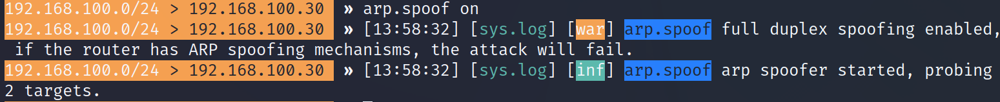 192.168.100.0/24 > 192.168.100.30 » arp.spoof on
192.168.100.0/24 > 192.168.100.30 » [13:58:32] [sys.log] [war] arp.spoof full duplex spoofing enabled,
if the router has ARP spoofing mechanisms, the attack will fail.
192.168.100.0/24 > 192.168.100.30 » [13:58:32] [sys.log] [inf] arp.spoof arp spoofer started, probing
2 targets.